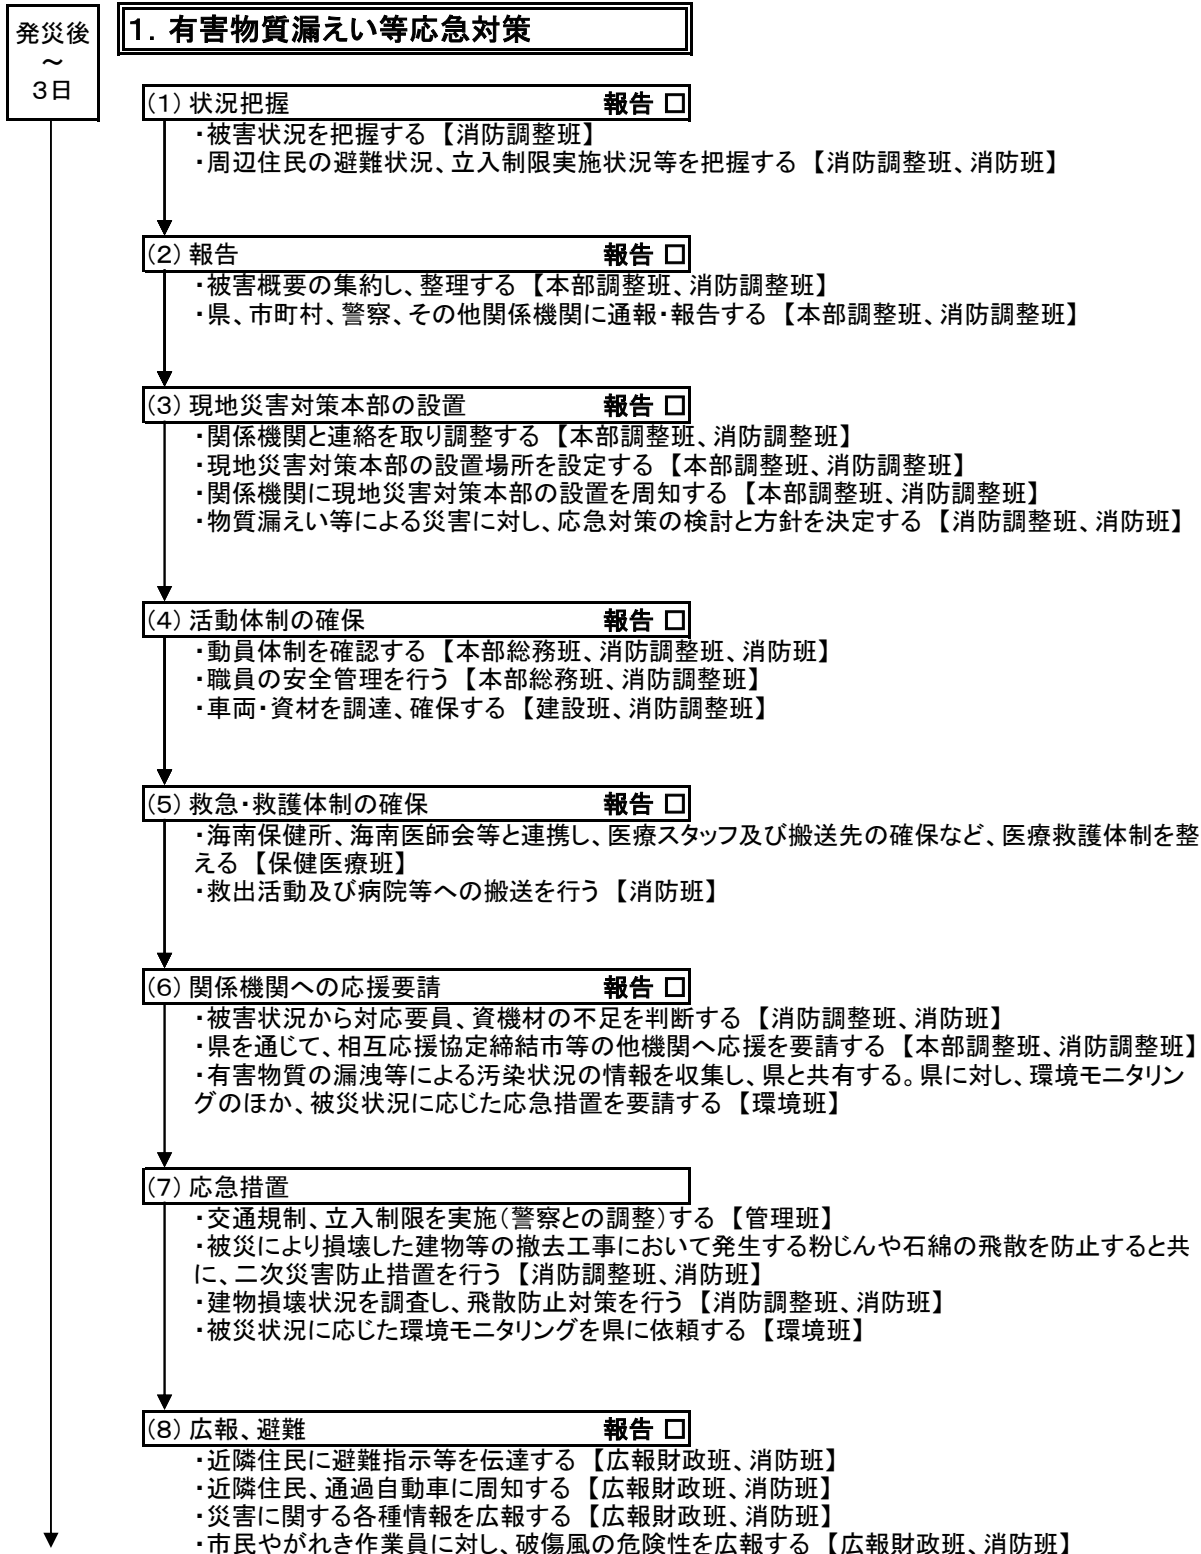 発災後
～
3日
1．有害物質漏えい等応急対策
(1) 状況把握 報告 □
・被害状況を把握する 【消防調整班】
・周辺住民の避難状況、立入制限実施状況等を把握する 【消防調整班、消防班】
(2) 報告 報告 □
・被害概要の集約し、整理する 【本部調整班、消防調整班】
・県、市町村、警察、その他関係機関に通報・報告する 【本部調整班、消防調整班】
(3) 現地災害対策本部の設置 報告 □
・関係機関と連絡を取り調整する 【本部調整班、消防調整班】
・現地災害対策本部の設置場所を設定する 【本部調整班、消防調整班】
・関係機関に現地災害対策本部の設置を周知する 【本部調整班、消防調整班】
・物質漏えい等による災害に対し、応急対策の検討と方針を決定する 【消防調整班、消防班】
(4) 活動体制の確保 報告 □
・動員体制を確認する 【本部総務班、消防調整班、消防班】
・職員の安全管理を行う 【本部総務班、消防調整班】
・車両・資材を調達、確保する 【建設班、消防調整班】
(5) 救急・救護体制の確保 報告 □
・海南保健所、海南医師会等と連携し、医療スタッフ及び搬送先の確保など、医療救護体制を整
える 【保健医療班】
・救出活動及び病院等への搬送を行う 【消防班】
(6) 関係機関への応援要請 報告 □
・被害状況から対応要員、資機材の不足を判断する 【消防調整班、消防班】
・県を通じて、相互応援協定締結市等の他機関へ応援を要請する 【本部調整班、消防調整班】
・有害物質の漏洩等による汚染状況の情報を収集し、県と共有する。県に対し、環境モニタリン
グのほか、被災状況に応じた応急措置を要請する 【環境班】
(7) 応急措置
・交通規制、立入制限を実施(警察との調整)する 【管理班】
・被災により損壊した建物等の撤去工事において発生する粉じんや石綿の飛散を防止すると共
に、二次災害防止措置を行う 【消防調整班、消防班】
・建物損壊状況を調査し、飛散防止対策を行う 【消防調整班、消防班】
・被災状況に応じた環境モニタリングを県に依頼する 【環境班】
(8) 広報、避難 報告 □
・近隣住民に避難指示等を伝達する 【広報財政班、消防班】
・近隣住民、通過自動車に周知する 【広報財政班、消防班】
・災害に関する各種情報を広報する 【広報財政班、消防班】
・市民やがれき作業員に対し、破傷風の危険性を広報する 【広報財政班、消防班】